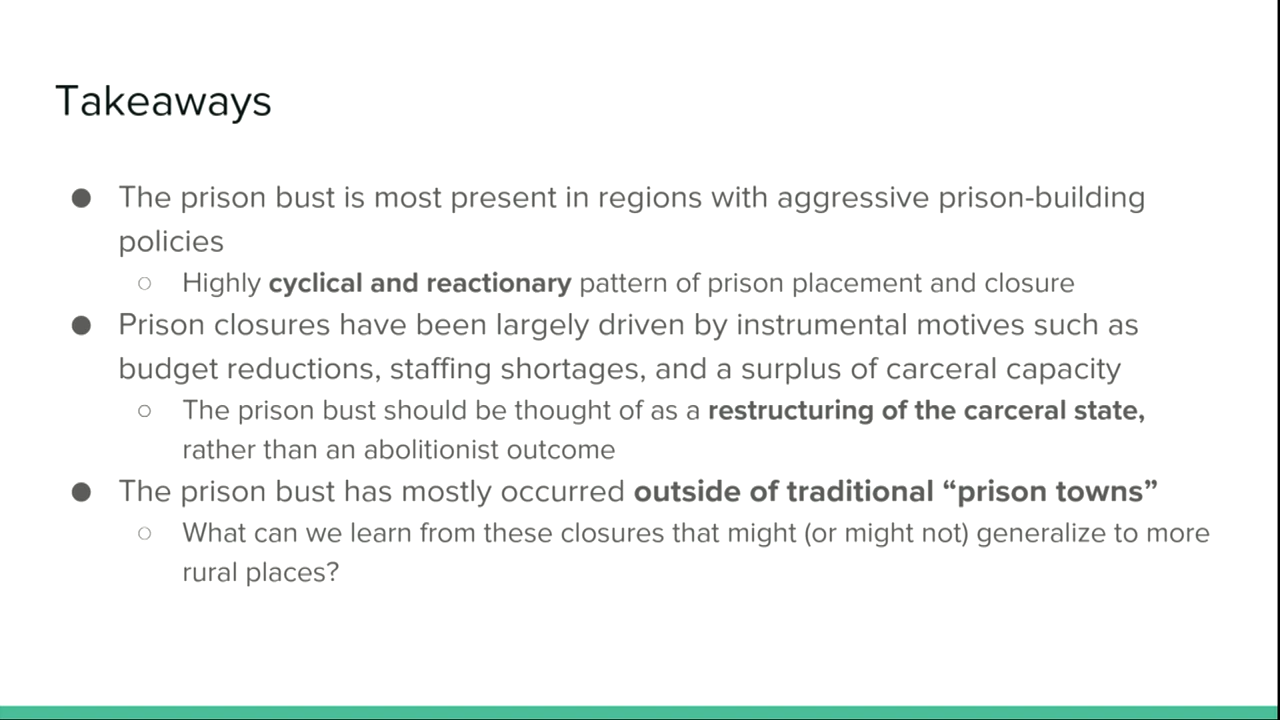 Takeaways
● The prison bust is most present in regions with aggressive prison-building
policies
○ Highly cyclical and reactionary pattern of prison placement and closure
● Prison closures have been largely driven by instrumental motives such as
budget reductions, staffing shortages, and a surplus of carceral capacity
○ The prison bust should be thought of as a restructuring of the carceral state,
rather than an abolitionist outcome
● The prison bust has mostly occurred outside of traditional “prison towns”
○ What can we learn from these closures that might (or might not) generalize to more
rural places?